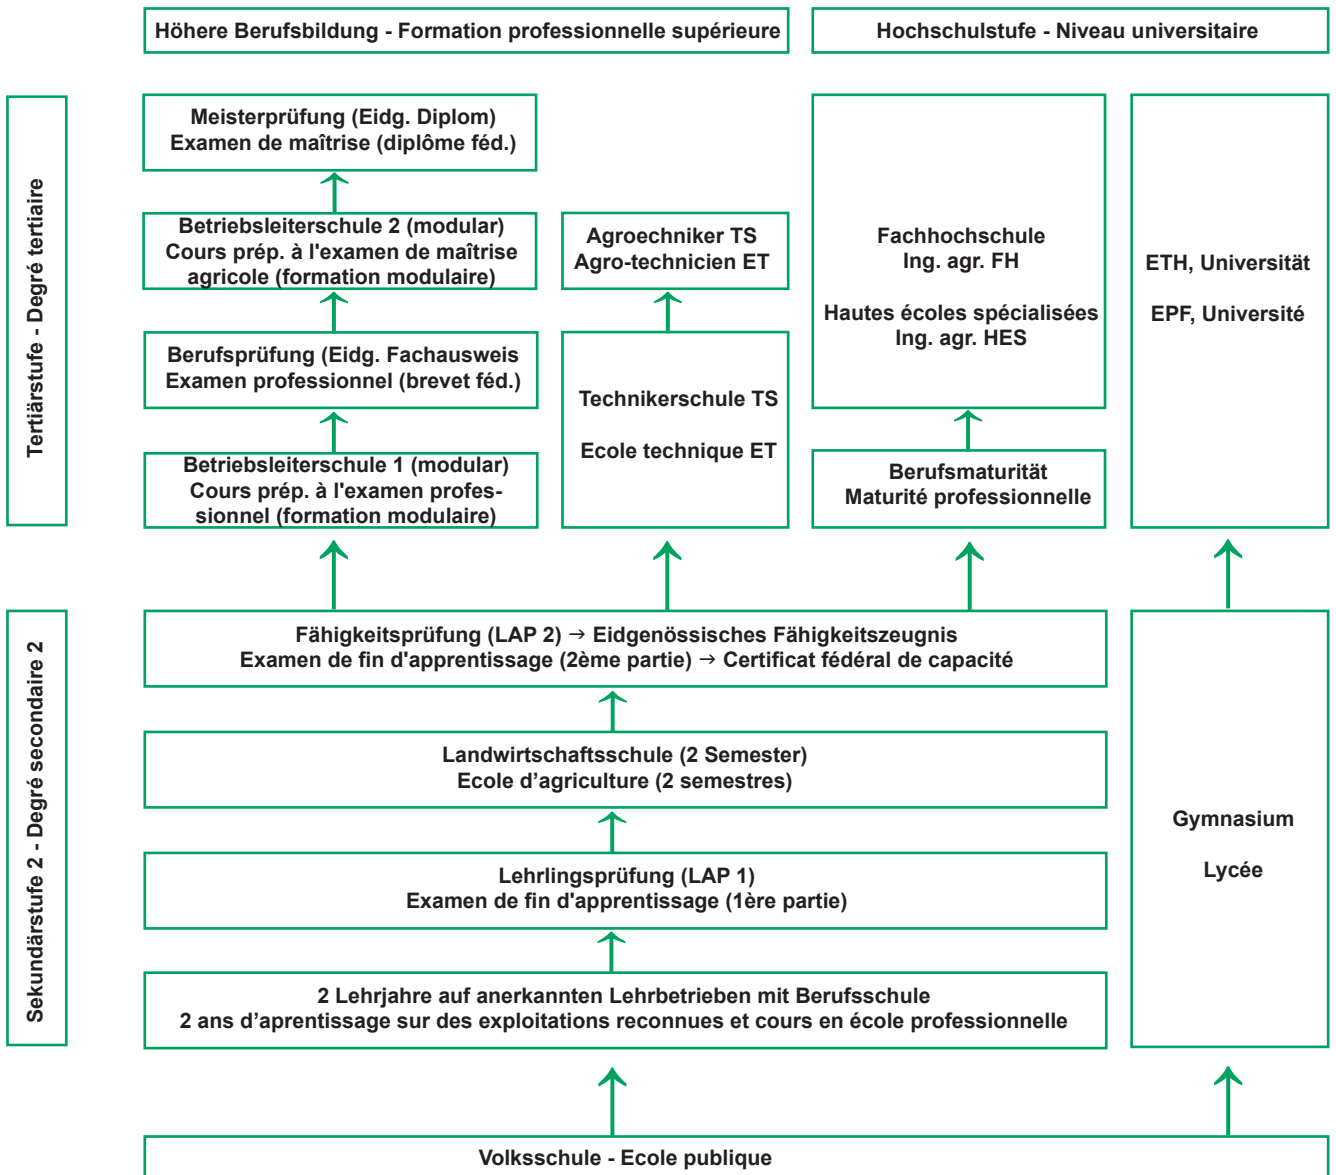 Höhere Berufsbildung - Formation professionnelle supérieure
Hochschulstufe - Niveau universitaire
Tertiärstufe - Degré tertiaire
Meisterprüfung (Eidg. Diplom)
Examen de maîtrise (diplôme féd.)
Betriebsleiterschule 2 (modular)
Cours prép. à l'examen de maîtrise
agricole (formation modulaire)
Berufsprüfung (Eidg. Fachausweis
Examen professionnel (brevet féd.)
Betriebsleiterschule 1 (modular)
Cours prép. à l'examen profes-
sionnel (formation modulaire)
Agroechniker TS
Agro-technicien ET
Technikerschule TS
Ecole technique ET
Fachhochschule
Ing. agr. FH
Hautes écoles spécialisées
Ing. agr. HES
Berufsmaturität
Maturité professionnelle
ETH, Universität
EPF, Université
Sekundärstufe 2 - Degré secondaire 2
Fähigkeitsprüfung (LAP 2) → Eidgenössisches Fähigkeitszeugnis
Examen de fin d'apprentissage (2ème partie) → Certificat fédéral de capacité
Landwirtschaftsschule (2 Semester)
Ecole d’agriculture (2 semestres)
Lehrlingsprüfung (LAP 1)
Examen de fin d'apprentissage (1ère partie)
2 Lehrjahre auf anerkannten Lehrbetrieben mit Berufsschule
2 ans d’aprentissage sur des exploitations reconnues et cours en école professionnelle
Gymnasium
Lycée
Volksschule - Ecole publique